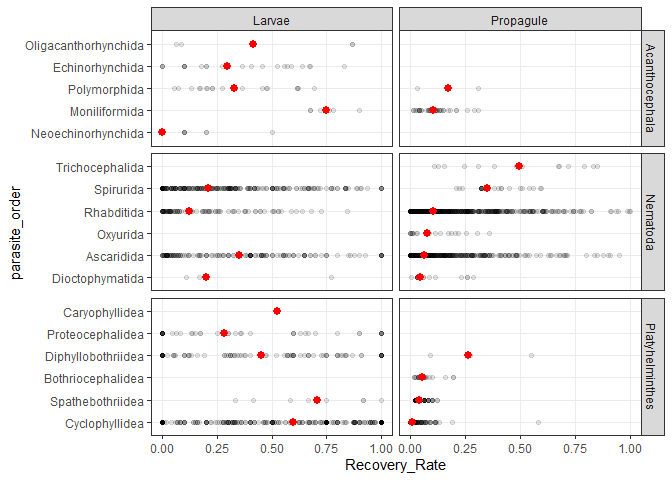 Larvae
Propagule
Oligacanthorhynchida
Echinorhynchida
Polymorphida
Moniliformida
Neoechinorhynchida
Acanthocephala
Trichocephalida
Spirurida
Rhabditida
Oxyurida
Ascaridida
Dioctophymatida
Nematoda
Caryophyllidea
Proteocephalidea
Diphyllobothriidea
Bothriocephalidea
Spathebothriidea
Cyclophyllidea
Platyhelminthes
parasite_order
0.00 0.25 0.50 0.75 1.00
0.00 0.25 0.50 0.75 1.00
Recovery_Rate